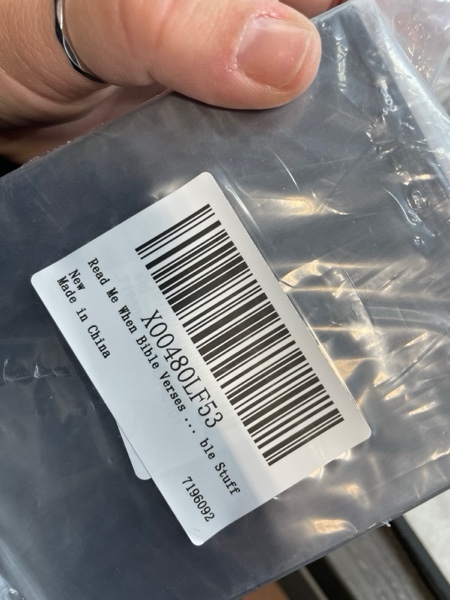 X00480LF53
Read Me When Bible Verses ... ble Stuff
New
Made in China
7196092